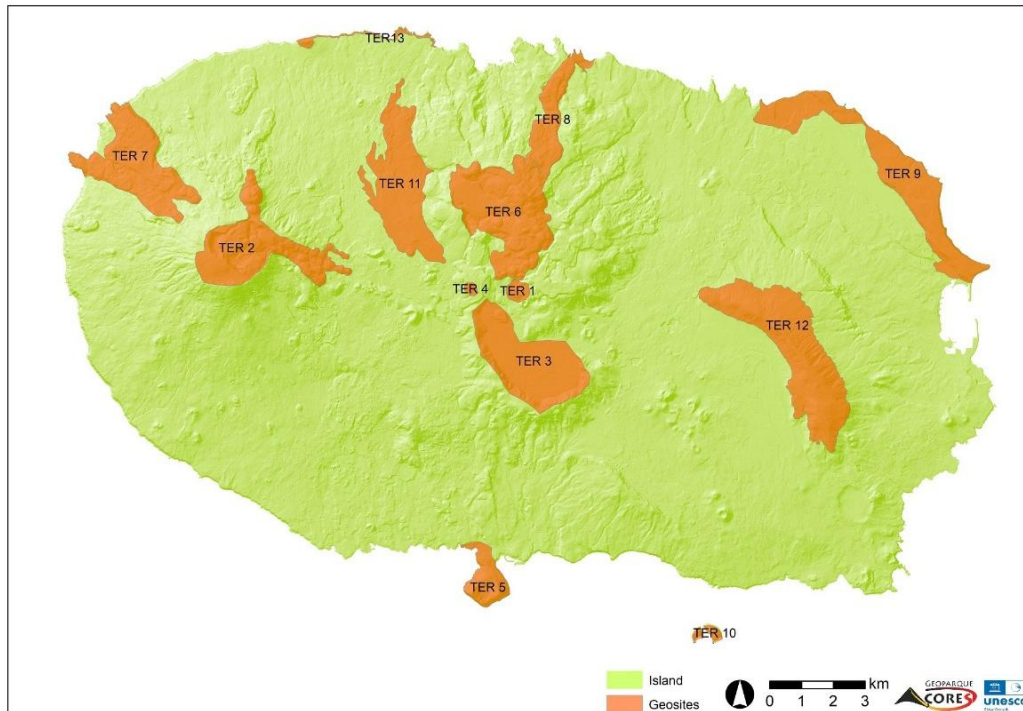 TER13
TER 8
TER 7
TER 11
TER 9
TER 6
TER 2
TER 4
TER 1
TER 12
TER 3
TER 5
TER 10
Island
Geosites
0 1 2 3 km
GEOPARQUE
AÇORES
unesco